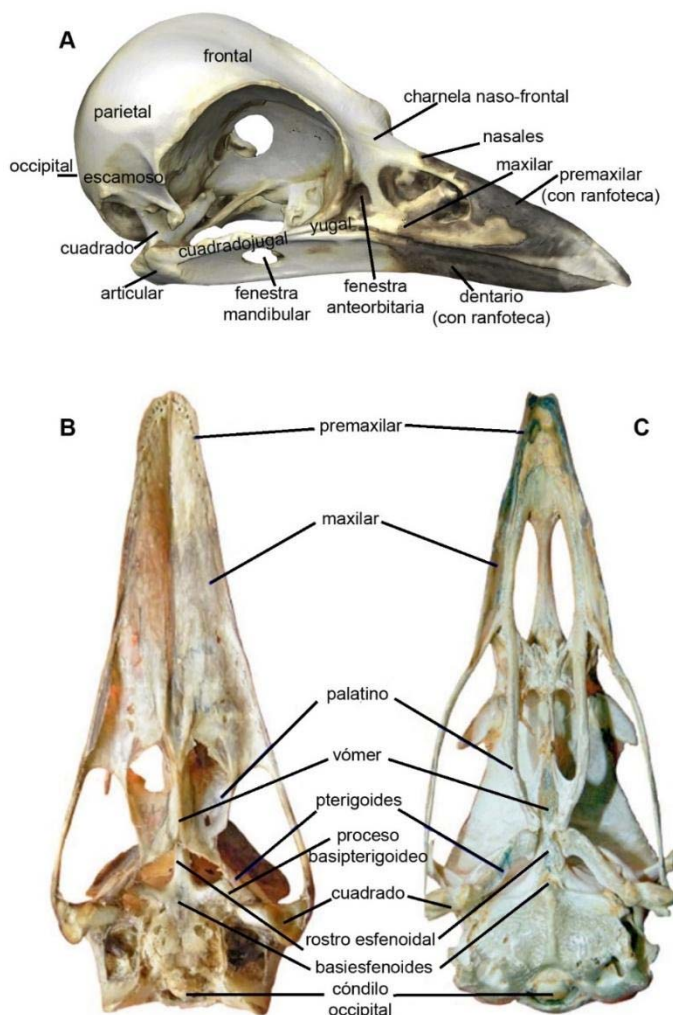 A
frontal
parietal
charnela naso-frontal
nasales
maxilar
occipital
escamoso
premaxilar
(con ranfoteca)
cuadrado
cuadradojugal
yugal
articular
fenestra
mandibular
fenestra
anteorbitaria
dentario
(con ranfoteca)
B
C
premaxilar
maxilar
palatino
vómer
pterigoides
proceso
basipterigoideo
cuadrado
rostro esfenoidal
basiesfenoides
cóndilo
occipital